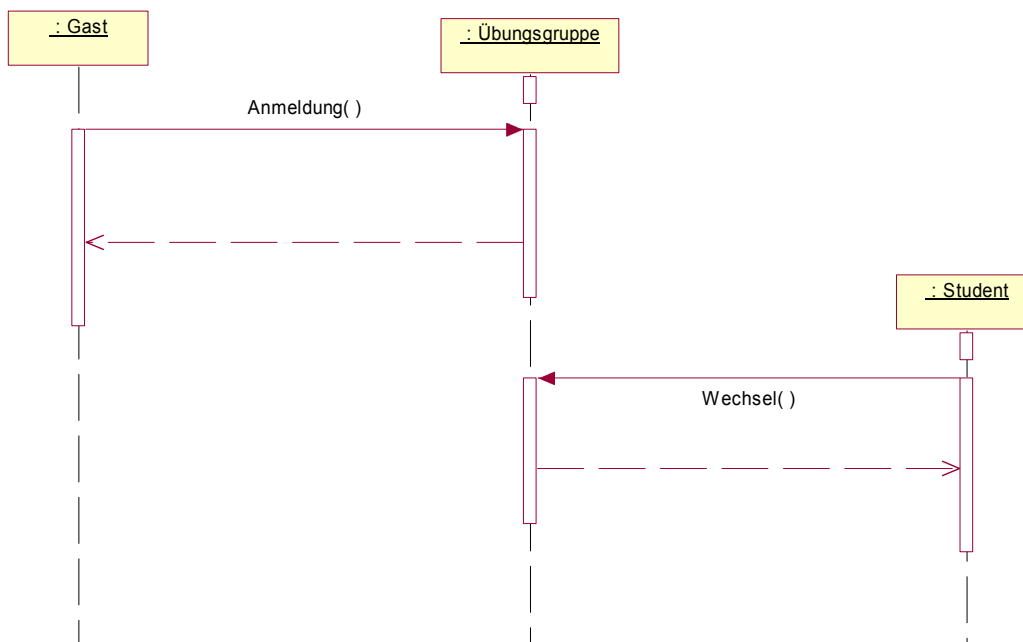 : Gast
: Übungsgruppe
Anmeldung( )
: Student
Wechsel( )